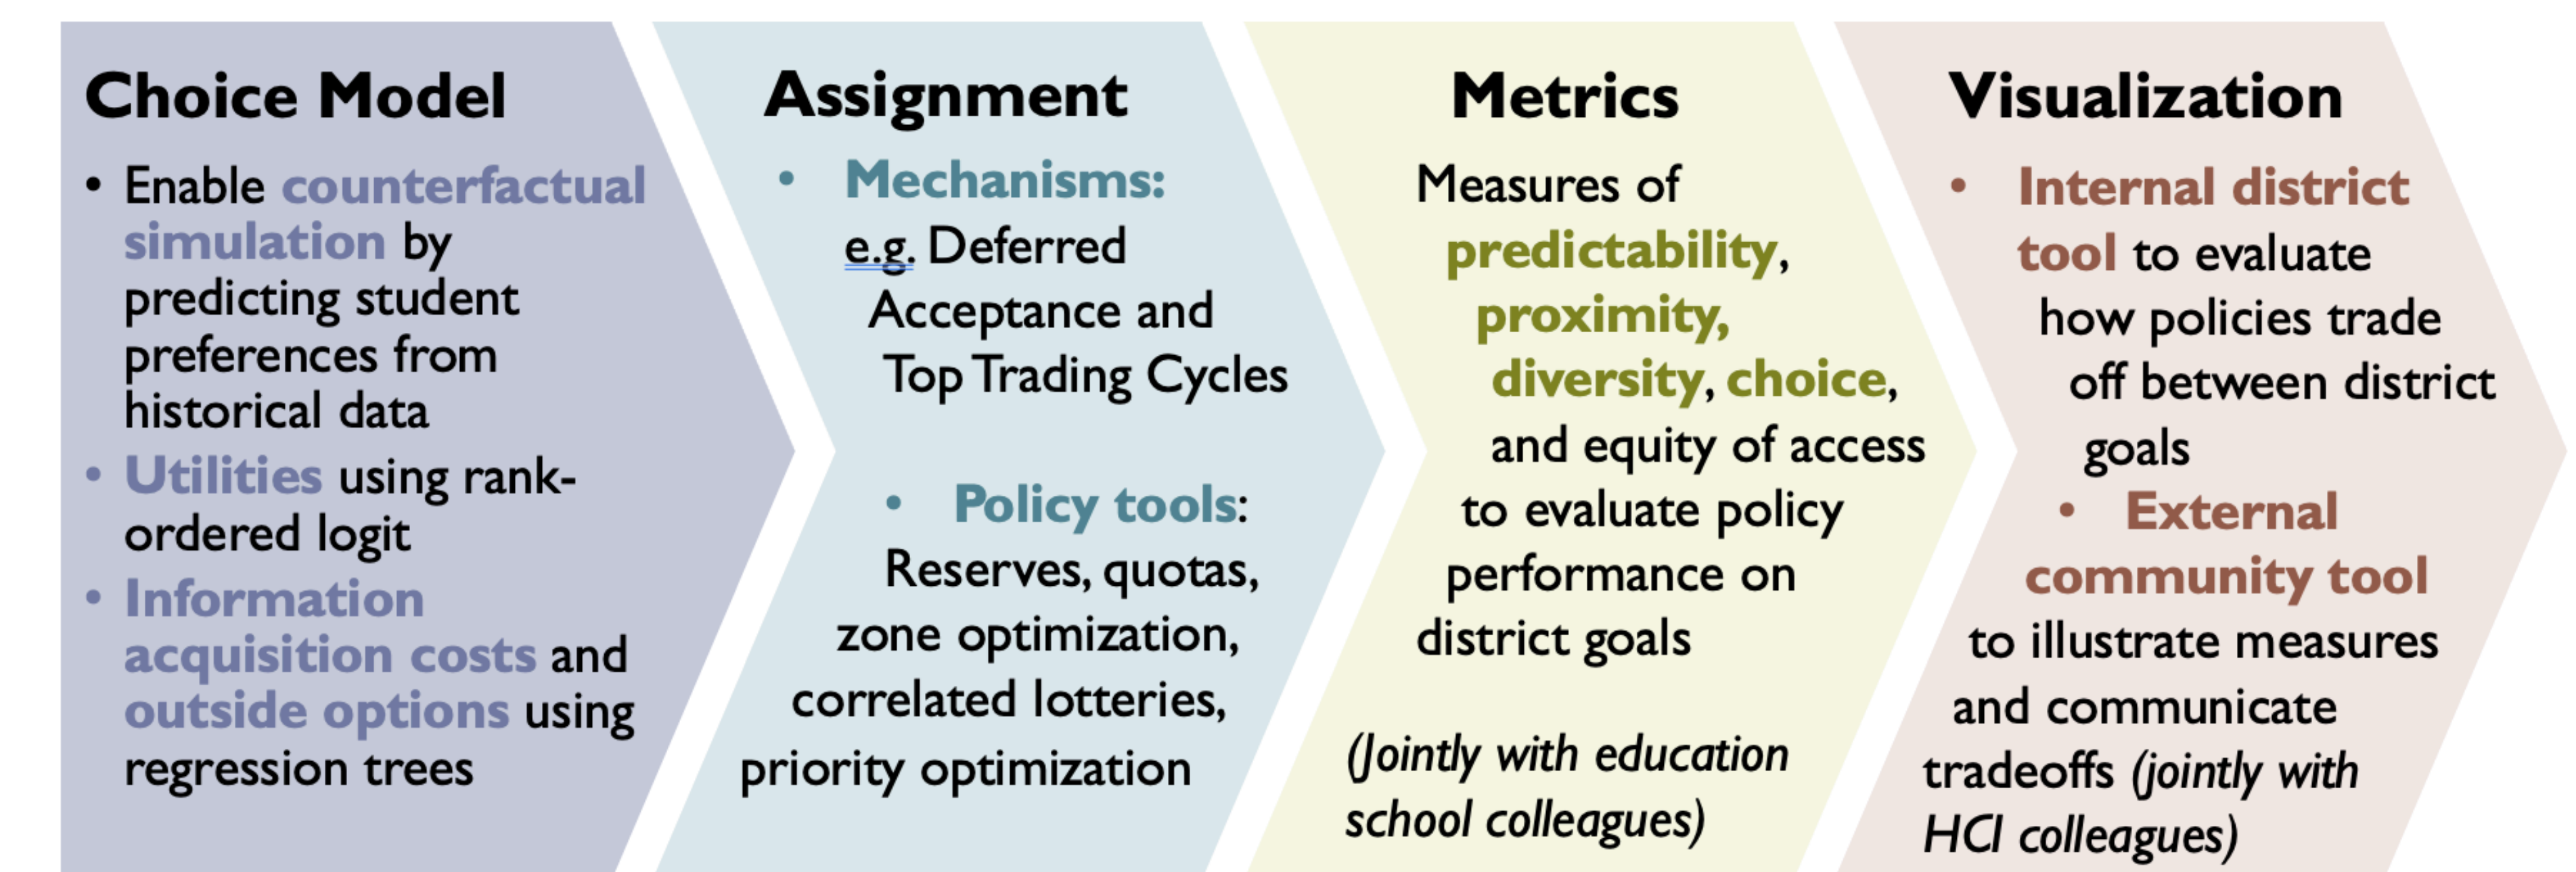 Choice Model
• Enable counterfactual
simulation by
predicting student
preferences from
historical data
• Utilities using rank-
ordered logit
• Information
acquisition costs and
outside options using
regression trees
Assignment
• Mechanisms:
e.g. Deferred
Acceptance and
Top Trading Cycles
• Policy tools:
Reserves, quotas,
zone optimization,
correlated lotteries,
priority optimization
Metrics
Measures of
predictability,
proximity,
diversity, choice,
and equity of access
to evaluate policy
performance on
district goals
(Jointly with education
school colleagues)
Visualization
• Internal district
tool to evaluate
how policies trade
off between district
goals
• External
community tool
to illustrate measures
and communicate
tradeoffs (jointly with
HCI colleagues)